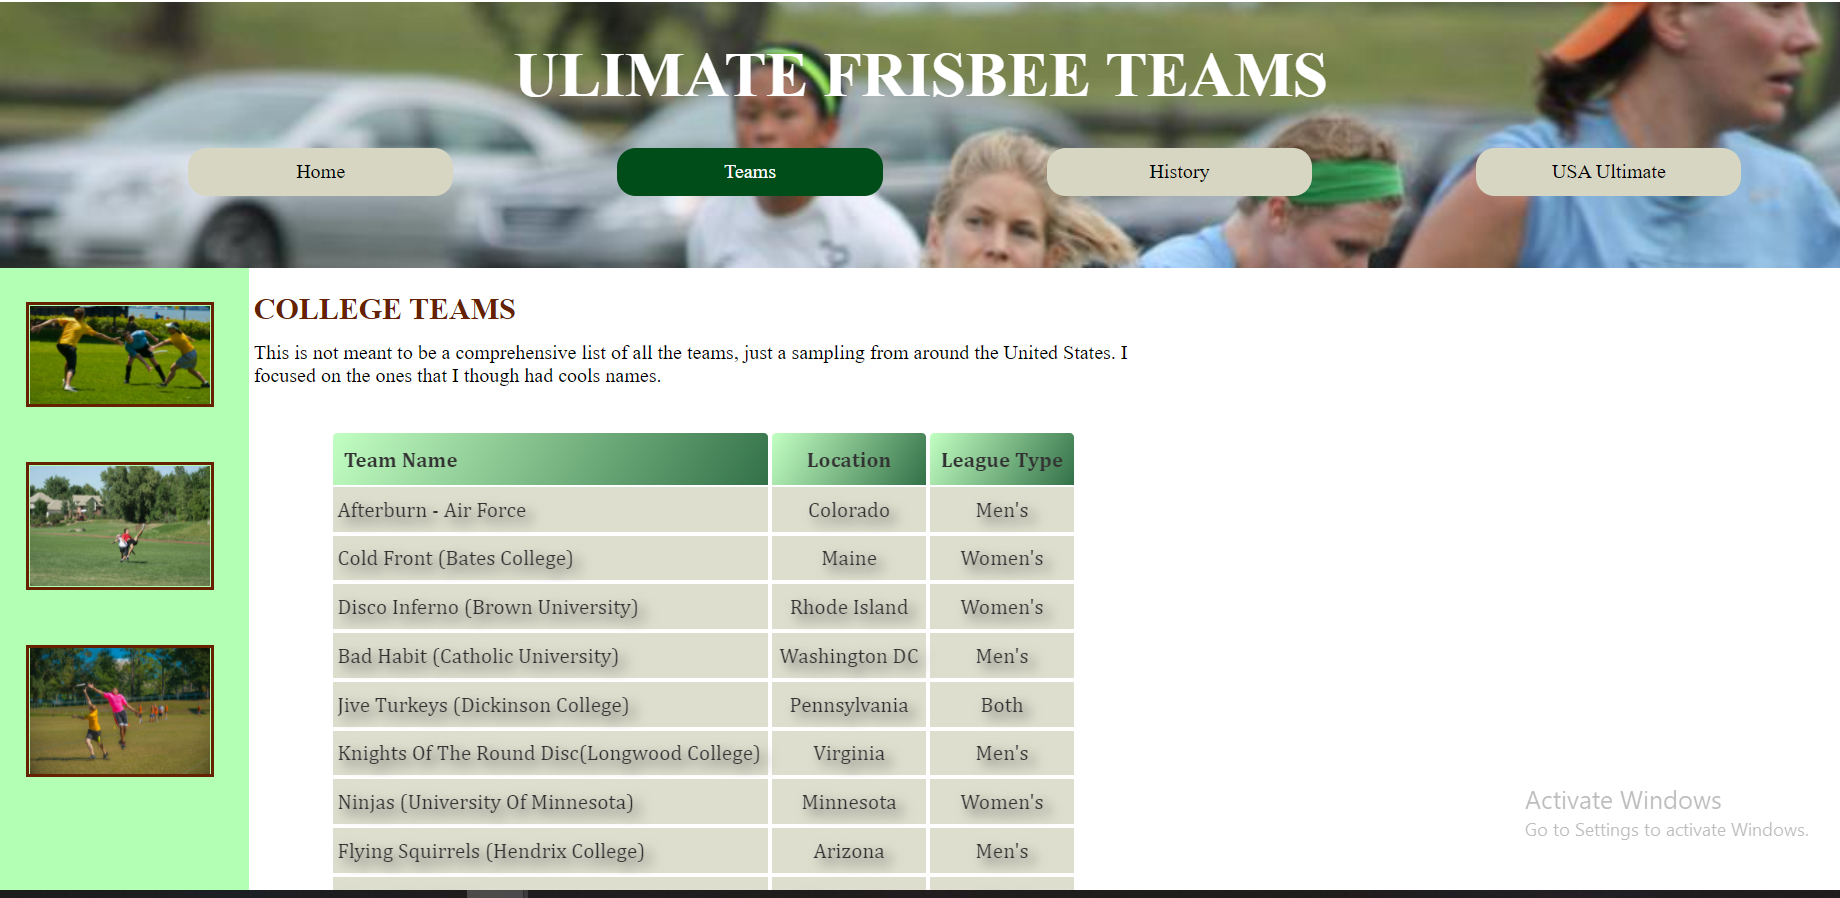 ULIMATE FRISBEE TEAMS
Home Teams History USA Ultimate
COLLEGE TEAMS
This is not meant to be a comprehensive list of all the teams, just a sampling from around the United States. I
focused on the ones that I though had cools names.
Team Name Location League Type
Afterburn - Air Force Colorado Men's
Cold Front (Bates College) Maine Women's
Disco Inferno (Brown University) Rhode Island Women's
Bad Habit (Catholic University) Washington DC Men's
Jive Turkeys (Dickinson College) Pennsylvania Both
Knights Of The Round Disc(Longwood College) Virginia Men's
Ninjas (University Of Minnesota) Minnesota Women's
Flying Squirrels (Hendrix College) Arizona Men's
Activate Windows
Go to Settings to activate Windows.